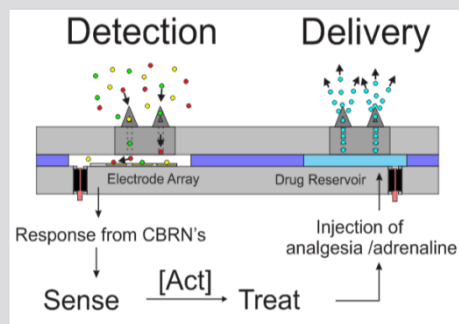 Detection
Delivery
Electrode Array
Drug Reservoir
Response from CBRN's
Injection of
analgesia /adrenaline
Sense
[Act]
Treat